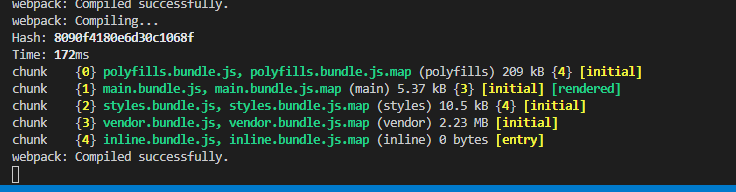 webpack: Compiled successfully.
webpack: Compiling...
Hash: 8090f4180e6d30c1068f
Time: 172ms
chunk    {0} polyfills.bundle.js, polyfills.bundle.js.map (polyfills) 209 kB {4} [initial]
chunk    {1} main.bundle.js, main.bundle.js.map (main) 5.37 kB {3} [initial] [rendered]
chunk    {2} styles.bundle.js, styles.bundle.js.map (styles) 10.5 kB {4} [initial]
chunk    {3} vendor.bundle.js, vendor.bundle.js.map (vendor) 2.23 MB [initial]
chunk    {4} inline.bundle.js, inline.bundle.js.map (inline) 0 bytes [entry]
webpack: Compiled successfully.